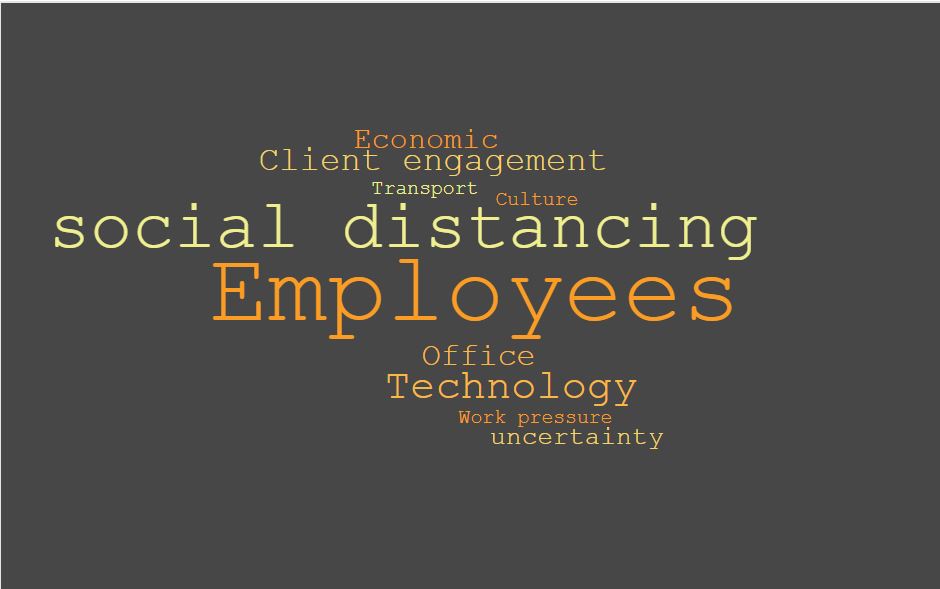 Economic
Client engagement
Transport
Culture
social distancing
Employees
Office
Technology
Work pressure
uncertainty